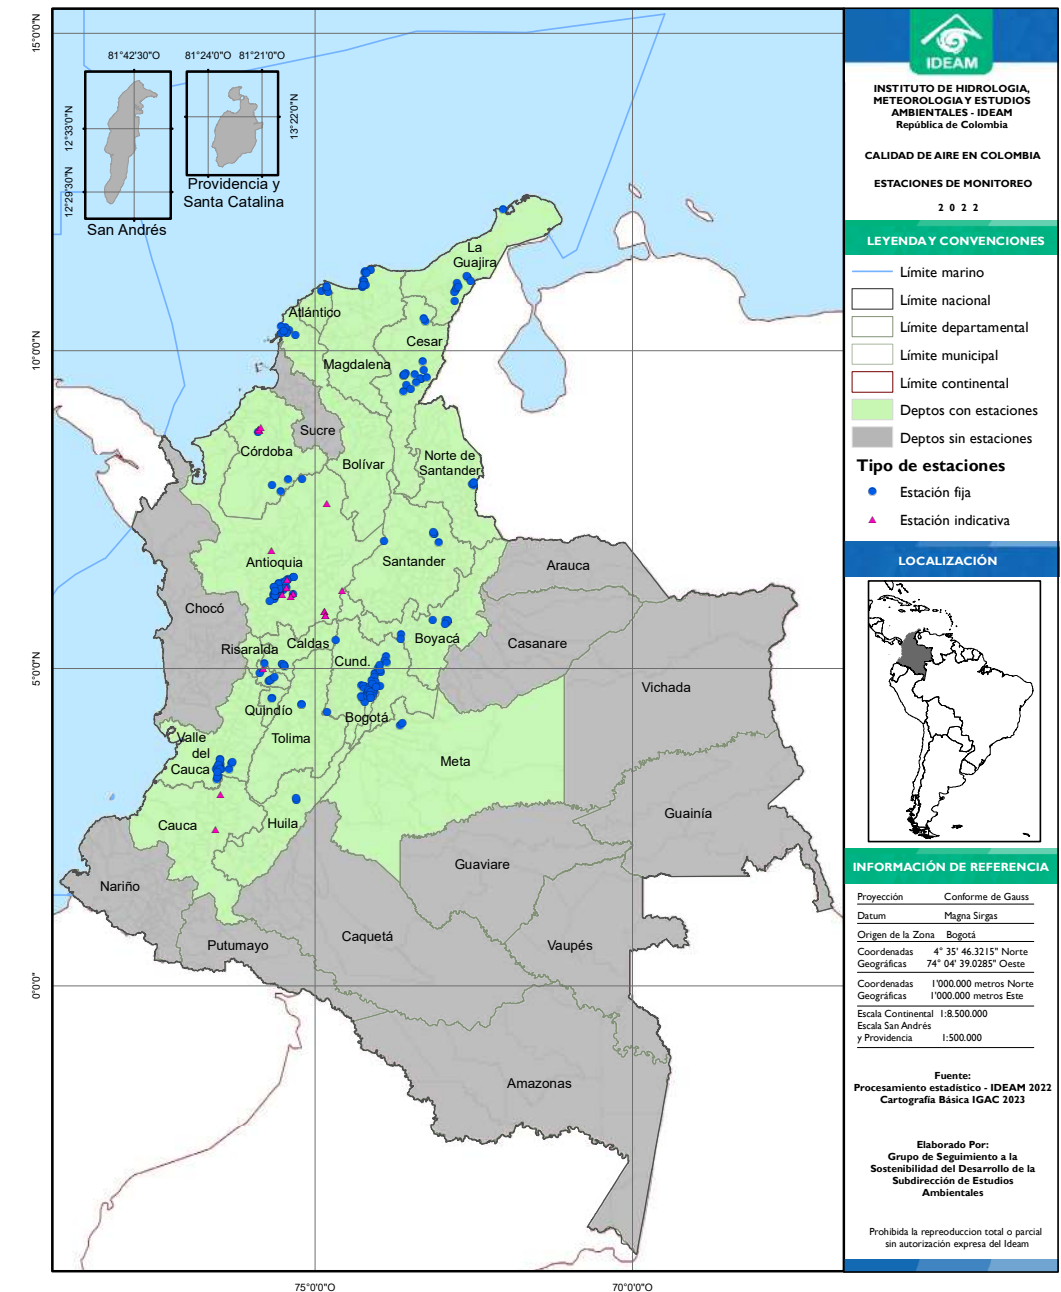 15°0'0"N
81°42'30"O
81°24'0"O
81°21'0"O
12°33'0"N
12°29'30"N
13°22'0"N
San Andrés
Providencia y
Santa Catalina
10°0'0"N
5°0'0"N
0°0'0"
75°0'0"O
70°0'0"O
La
Guajira
Atlántico
Cesar
Magdalena
Sucre
Córdoba
Bolívar
Norte de
Santander
Antioquia
Santander
Arauca
Chocó
Boyacá
Casanare
Risaralda
Caldas
Cund.
Vichada
Quindío
Bogotá
Tolima
Valle
del
Cauca
Meta
Guainía
Cauca
Huila
Guaviare
Nariño
Putumayo
Caquetá
Vaupés
Amazonas
IDEAM
INSTITUTO DE HIDROLOGIA,
METEOROLOGIA Y ESTUDIOS
AMBIENTALES - IDEAM
República de Colombia
CALIDAD DE AIRE EN COLOMBIA
ESTACIONES DE MONITOREO
2 0 2 2
LEYENDA Y CONVENCIONES
Límite marino
Límite nacional
Límite departamental
Límite municipal
Límite continental
Deptos con estaciones
Deptos sin estaciones
Tipo de estaciones
Estación fija
Estación indicativa
LOCALIZACIÓN
INFORMACIÓN DE REFERENCIA
Proyección Conforme de Gauss
Datum Magna Sirgas
Origen de la Zona Bogotá
Coordenadas 4° 35' 46.3215" Norte
Geográficas 74° 04' 39.0285" Oeste
Coordenadas 1'000.000 metros Norte
Geográficas 1'000.000 metros Este
Escala Continental 1:8.500.000
Escala San Andrés
y Providencia 1:500.000
Fuente:
Procesamiento estadístico - IDEAM 2022
Cartografía Básica IGAC 2023
Elaborado Por:
Grupo de Seguimiento a la
Sostenibilidad del Desarrollo de la
Subdirección de Estudios
Ambientales
Prohibida la repreoduccion total o parcial
sin autorización expresa del Ideam